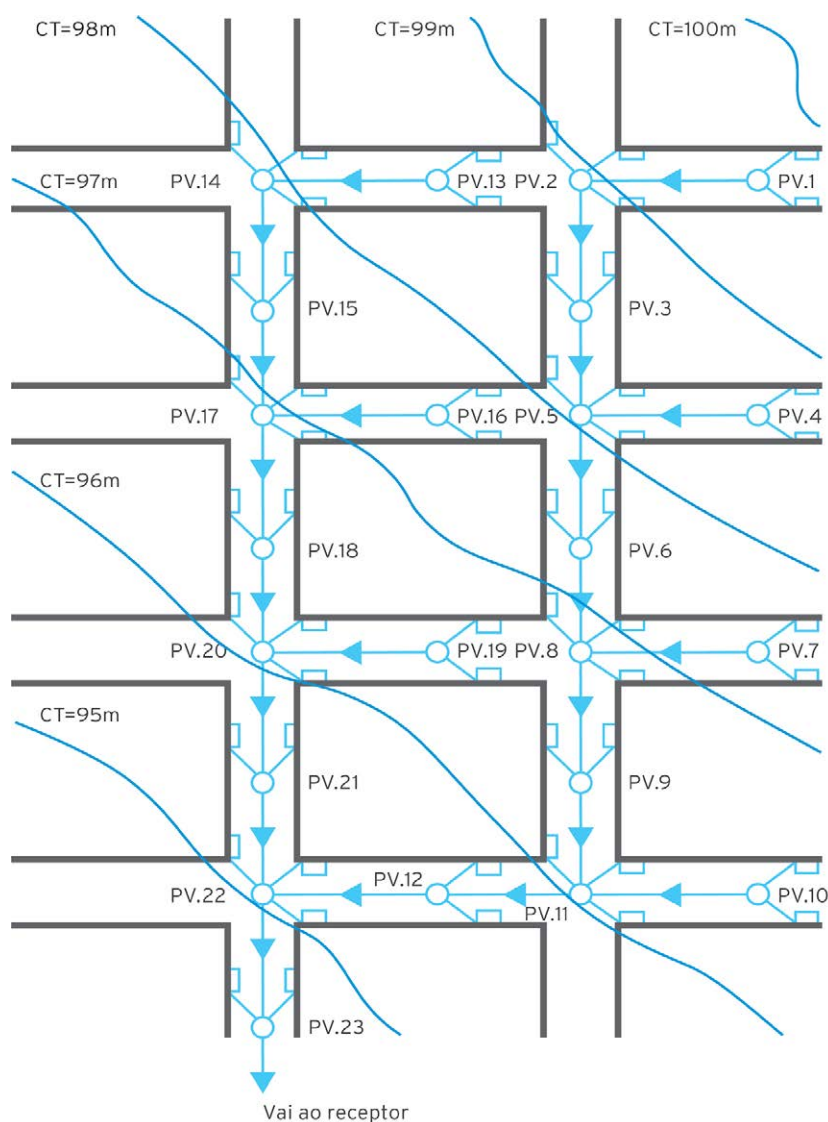 CT=98m
CT=99m
CT=100m
CT=97m
PV.14
PV.13
PV.2
PV.1
PV.15
PV.3
PV.17
PV.16
PV.5
PV.4
CT=96m
PV.18
PV.6
PV.20
PV.19
PV.8
PV.7
CT=95m
PV.21
PV.9
PV.22
PV.12
PV.11
PV.10
PV.23
Vai ao receptor